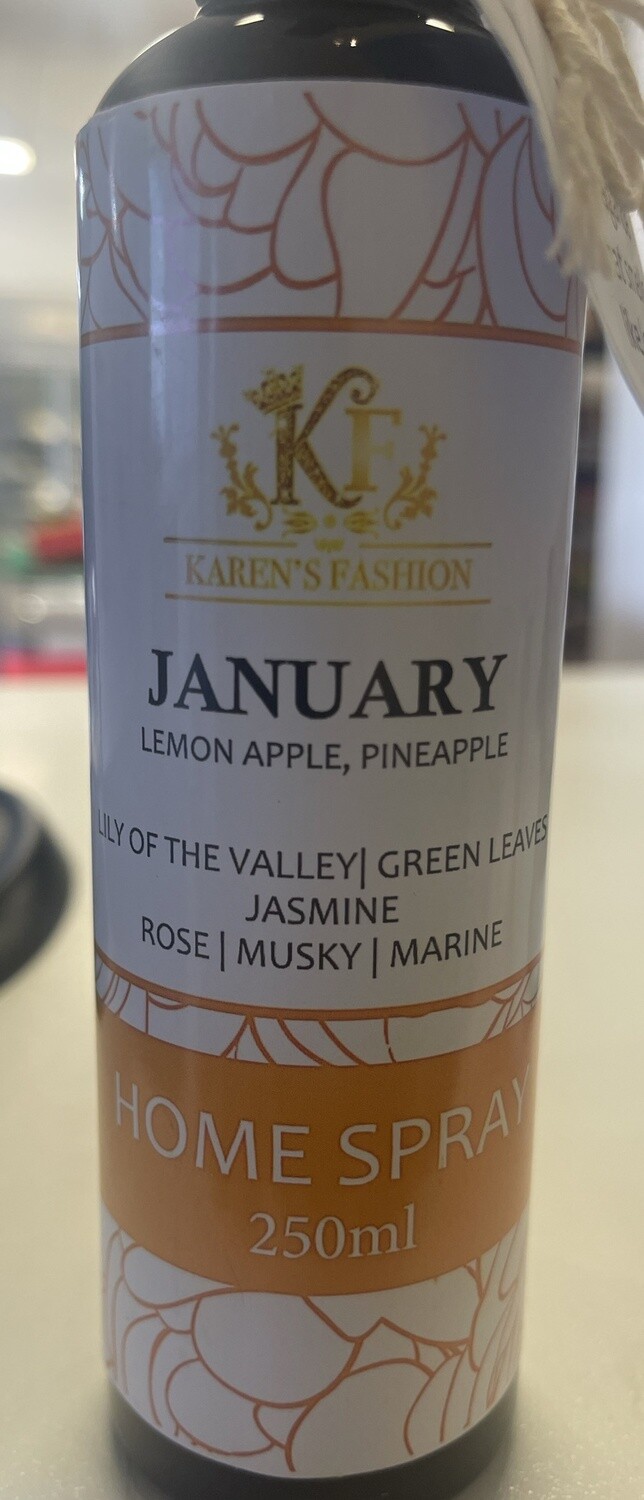 KF
KAREN'S FASHION
JANUARY
LEMON APPLE, PINEAPPLE
LILY OF THE VALLEY| GREEN LEAVES
JASMINE
ROSE | MUSKY | MARINE
HOME SPRAY
250ml